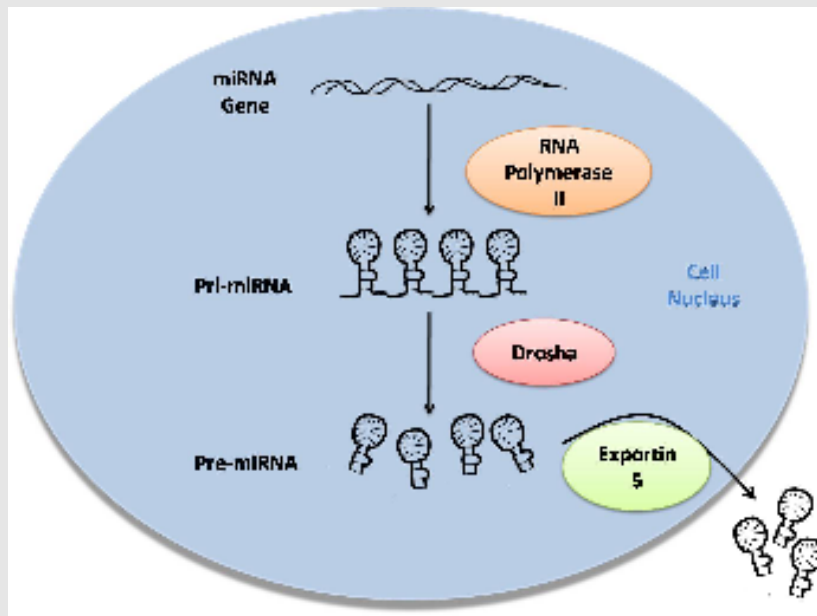 miRNA
Gene
RNA
Polymerase
II
Pri-miRNA
Cell
Nucleus
Drosha
Pre-miRNA
Exportin
5